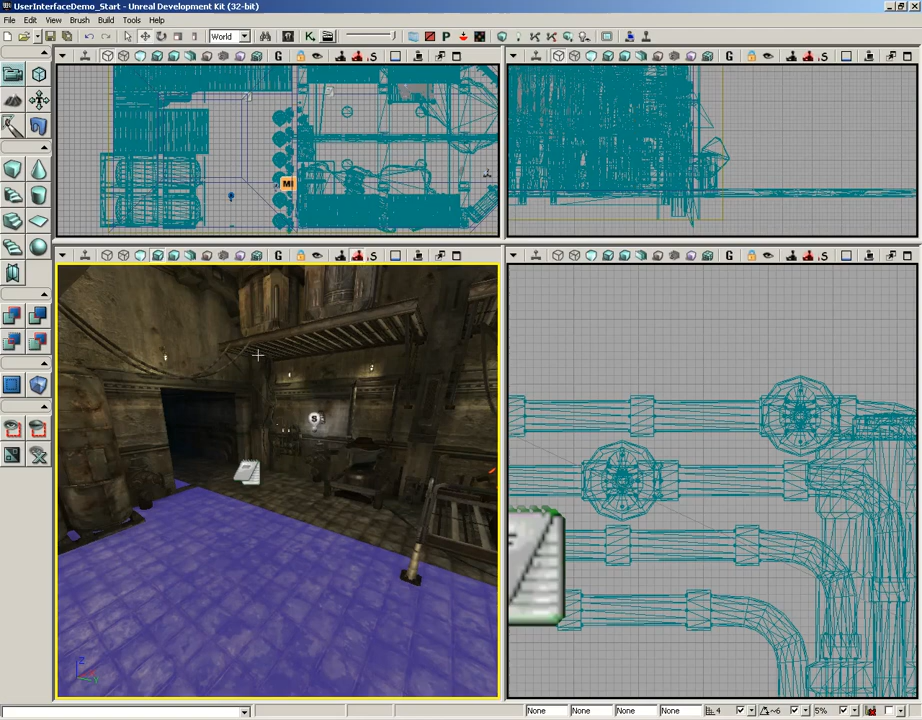 UserInterfaceDemo_Start - Unreal Development Kit (32-bit)
File Edit View Brush Build Tools Help
World
G
S
G
S
MI
G
S
G
S
S
Z
None
None
None
None
4
~6
5%